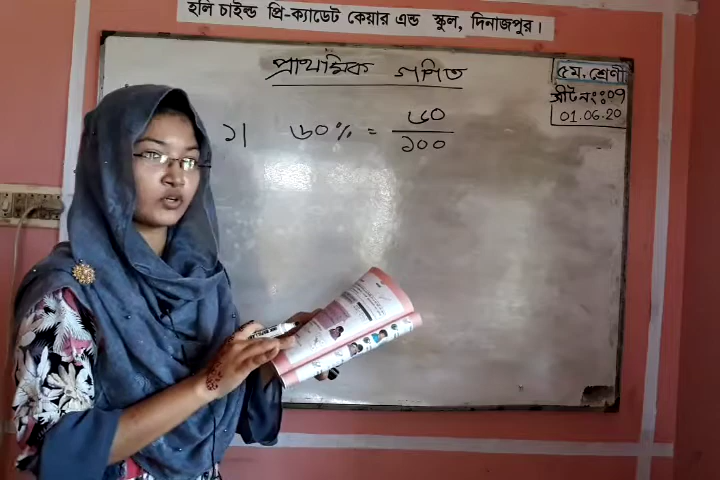 হলি চাইল্ড প্রি-ক্যাডেট কেয়ার এন্ড স্কুল, দিনাজপুর।
প্রাথমিক গণিত
৫ম শ্রেণী
সীট নং: ০৭
01.06.20
১| ৬০% = ৬০
১০০